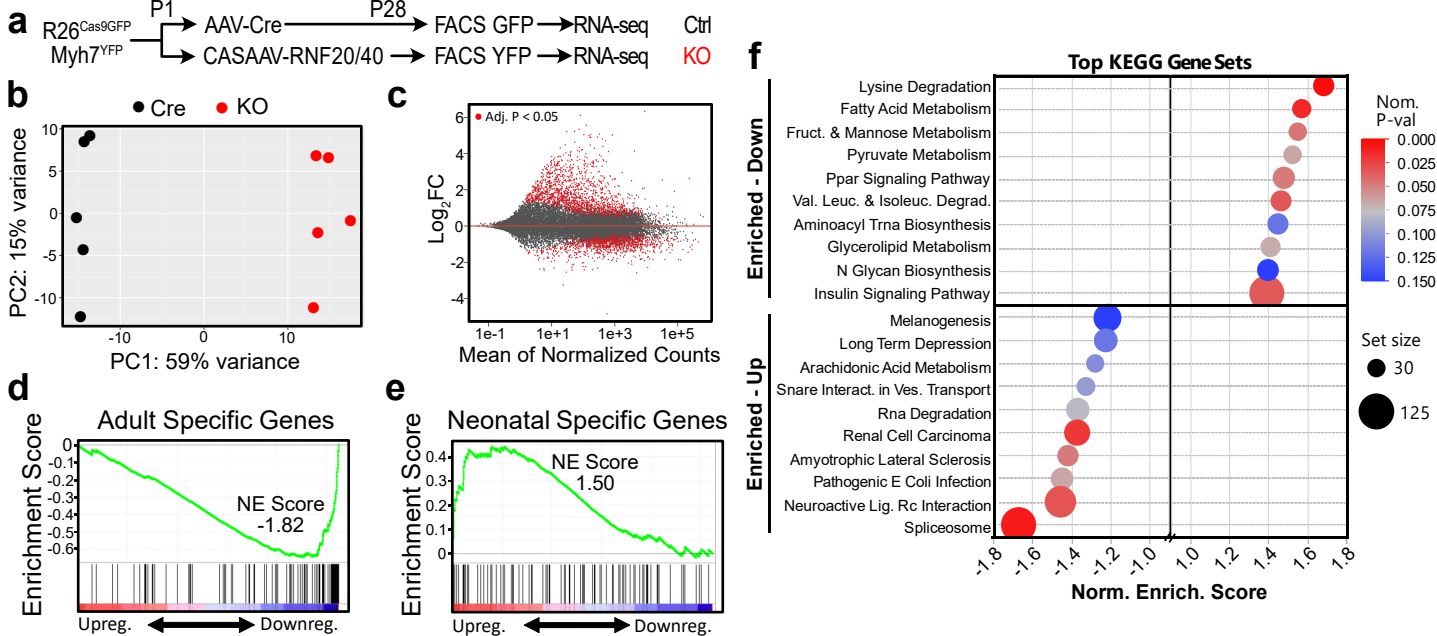 a
P1
P28
R26Cas9GFP
AAV-Cre
FACS GFP
RNA-seq
Ctrl
Myh7YFP
CASAAV-RNF20/40
FACS YFP
RNA-seq
KO
b
Cre
KO
10
5
0
-5
-10
PC2: 15% variance
-10
0
10
PC1: 59% variance
c
Adj. P < 0.05
6
4
2
0
-2
-4
Log2FC
1e-1
1e+1
1e+3
1e+5
Mean of Normalized Counts
d
Adult Specific Genes
Enrichment Score
0
-0.1
-0.2
-0.3
-0.4
-0.5
-0.6
NE Score
-1.82
Upreg.
Downreg.
e
Neonatal Specific Genes
Enrichment Score
0.4
0.3
0.2
0.1
0
NE Score
1.50
Upreg.
Downreg.
f
Top KEGG Gene Sets
Enriched - Down
Lysine Degradation
Fatty Acid Metabolism
Fruct. & Mannose Metabolism
Pyruvate Metabolism
Ppar Signaling Pathway
Val. Leuc. & Isoleuc. Degrad.
Aminoacyl Trna Biosynthesis
Glycerolipid Metabolism
N Glycan Biosynthesis
Insulin Signaling Pathway
Enriched - Up
Melanogenesis
Long Term Depression
Arachidonic Acid Metabolism
Snare Interact. in Ves. Transport
Rna Degradation
Renal Cell Carcinoma
Amyotrophic Lateral Sclerosis
Pathogenic E Coli Infection
Neuroactive Lig. Rc Interaction
Spliceosome
-1.8
-1.6
-1.4
-1.2
-1.0
1.0
1.2
1.4
1.6
1.8
Norm. Enrich. Score
Nom.
P-val
0.000
0.025
0.050
0.075
0.100
0.125
0.150
Set size
30
125